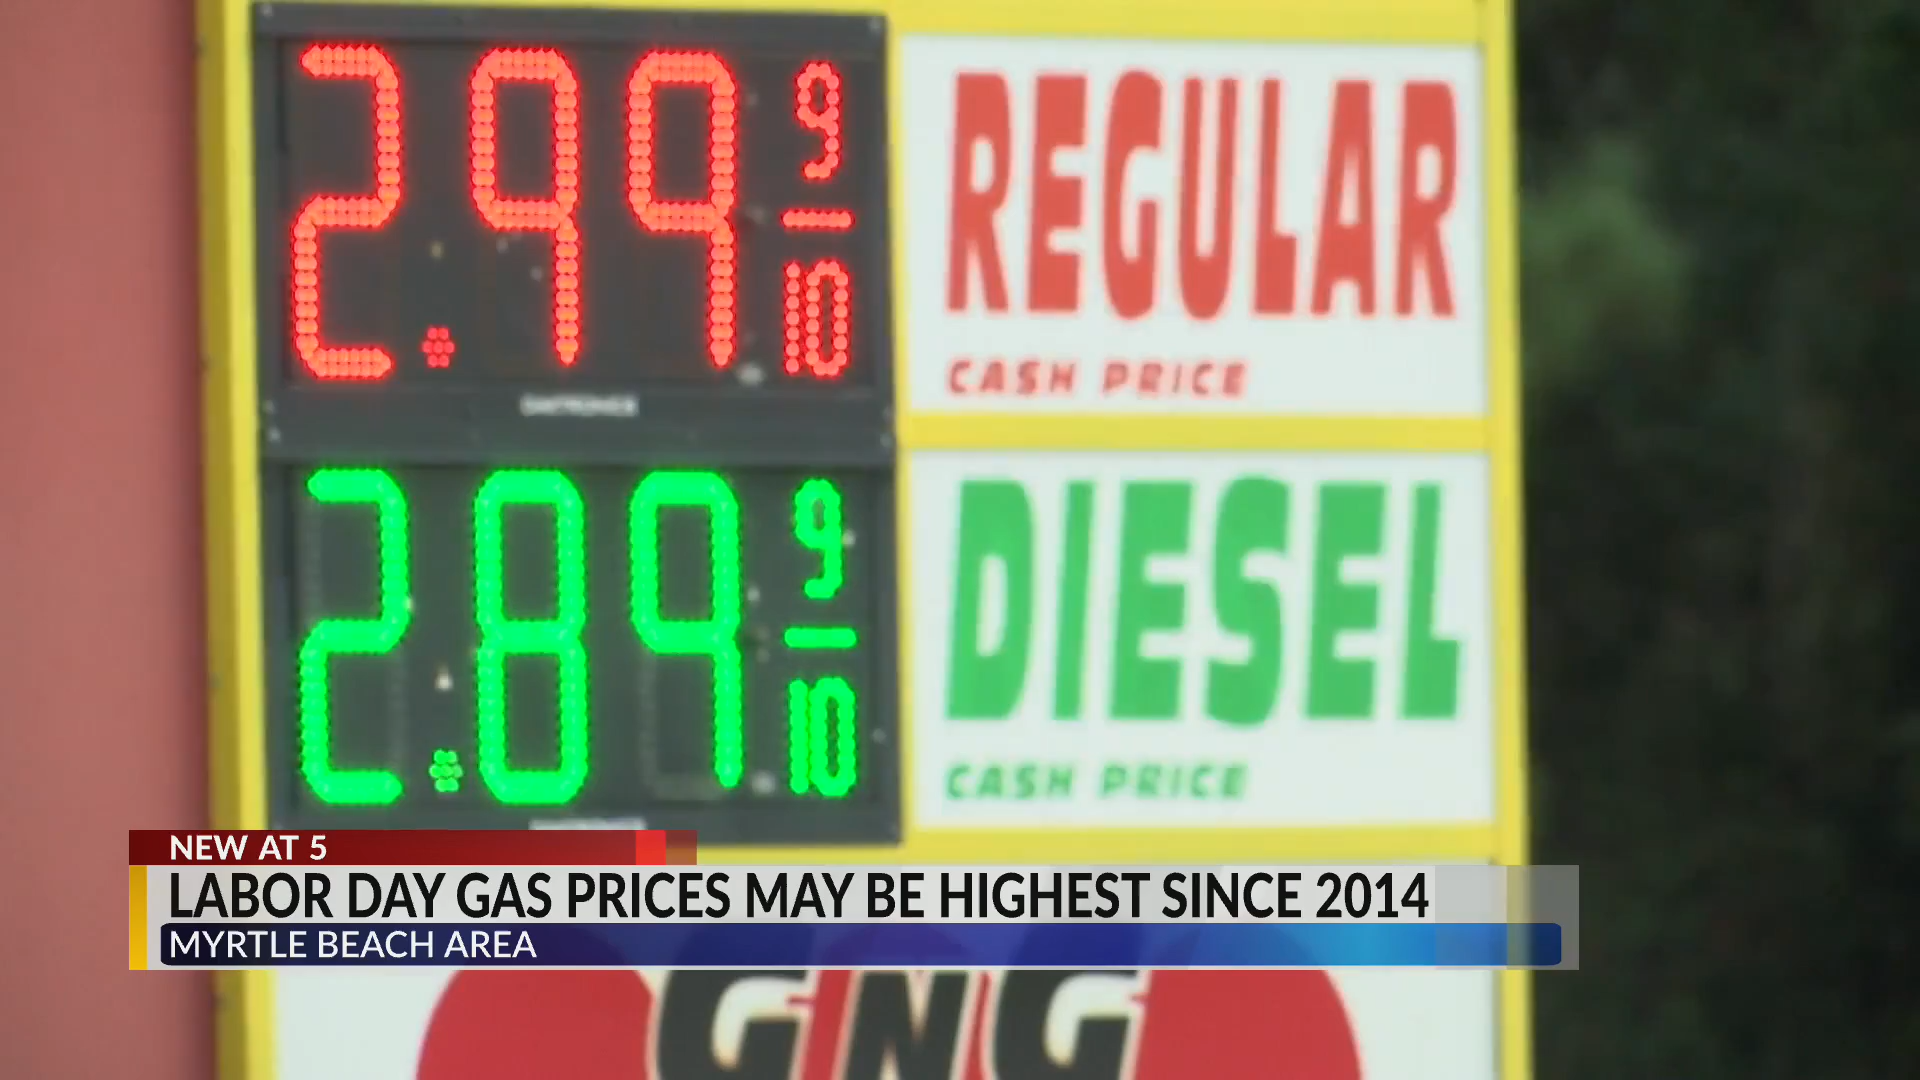 2.99 9/10
REGULAR
CASH PRICE
DAKTRONICS
2.89 9/10
DIESEL
CASH PRICE
NEW AT 5
LABOR DAY GAS PRICES MAY BE HIGHEST SINCE 2014
MYRTLE BEACH AREA
GNG